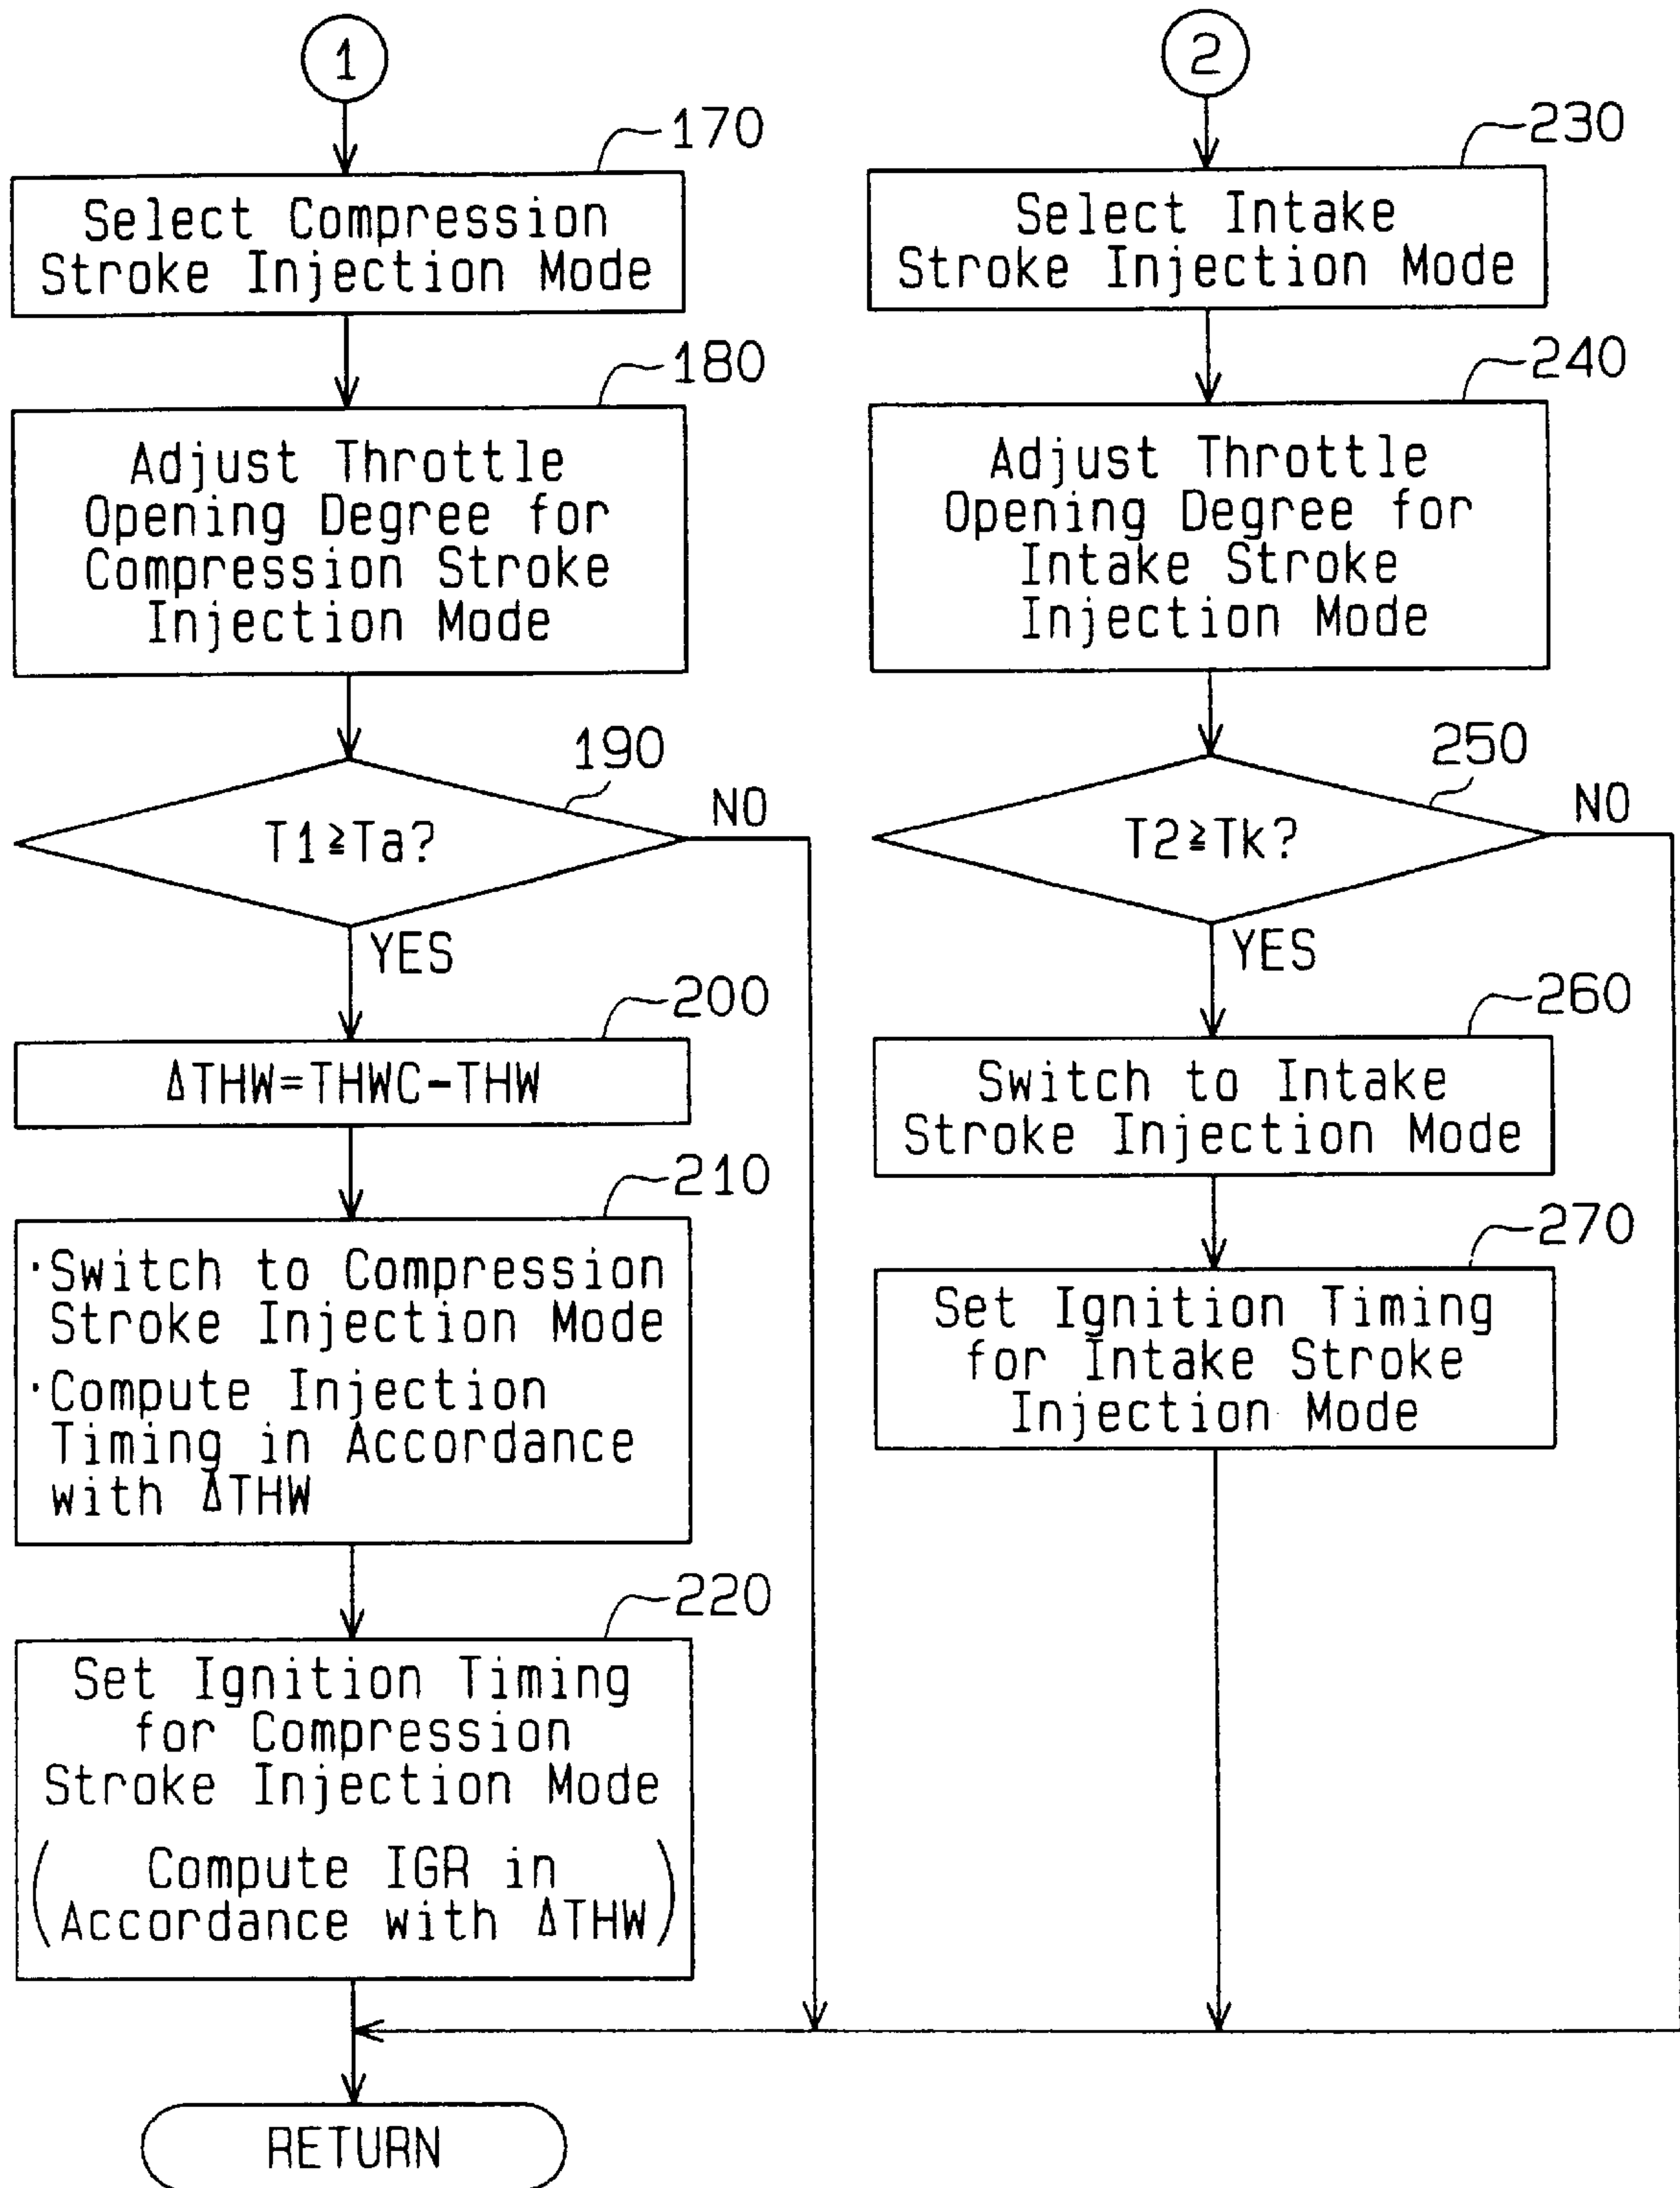 1
170
Select Compression
Stroke Injection Mode
180
Adjust Throttle
Opening Degree for
Compression Stroke
Injection Mode
190
T1≧Ta?
NO
YES
200
ΔTHW=THWC-THW
210
·Switch to Compression
Stroke Injection Mode
·Compute Injection
Timing in Accordance
with ΔTHW
220
Set Ignition Timing
for Compression
Stroke Injection Mode
(Compute IGR in
Accordance with ΔTHW)
RETURN
2
230
Select Intake
Stroke Injection Mode
240
Adjust Throttle
Opening Degree for
Intake Stroke
Injection Mode
250
T2≧Tk?
NO
YES
260
Switch to Intake
Stroke Injection Mode
270
Set Ignition Timing
for Intake Stroke
Injection Mode